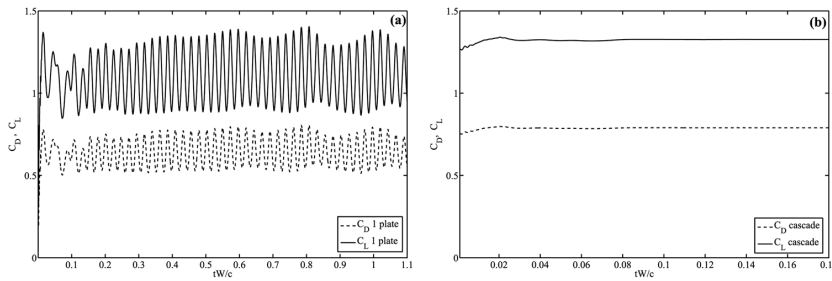 (a)
1.5
1
0.5
0
C_D, C_L
0.1 0.2 0.3 0.4 0.5 0.6 0.7 0.8 0.9 1 1.1
tW/c
C_D 1 plate
C_L 1 plate
(b)
1.5
1
0.5
0
C_D, C_L
0.02 0.04 0.06 0.08 0.10 0.12 0.14 0.16 0.1
tW/c
C_D cascade
C_L cascade